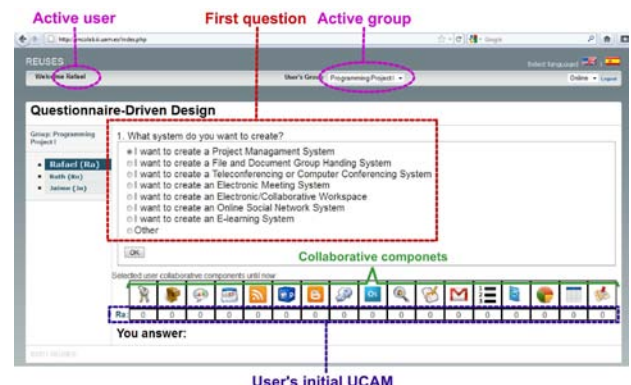 Active user First question Active group
REUSES
Select language:
Welcome Rafael User's Group: Programming Project I Online Logout
Questionnaire-Driven Design
Group: Programming
Project I
Rafael (Ra)
Ruth (Ru)
Jaime (Ja)
1. What system do you want to create?
I want to create a Project Managament System
I want to create a File and Document Group Handing System
I want to create a Teleconferencing or Computer Conferencing System
I want to create an Electronic Meeting System
I want to create an Electronic/Collaborative Workspace
I want to create an Online Social Network System
I want to create an E-learning System
Other
OK
Collaborative componets
Selected user collaborative components until now:
Ra: 0 0 0 0 0 0 0 0 0 0 0 0 0 0 0 0 0
You answer:
User's initial UCAM